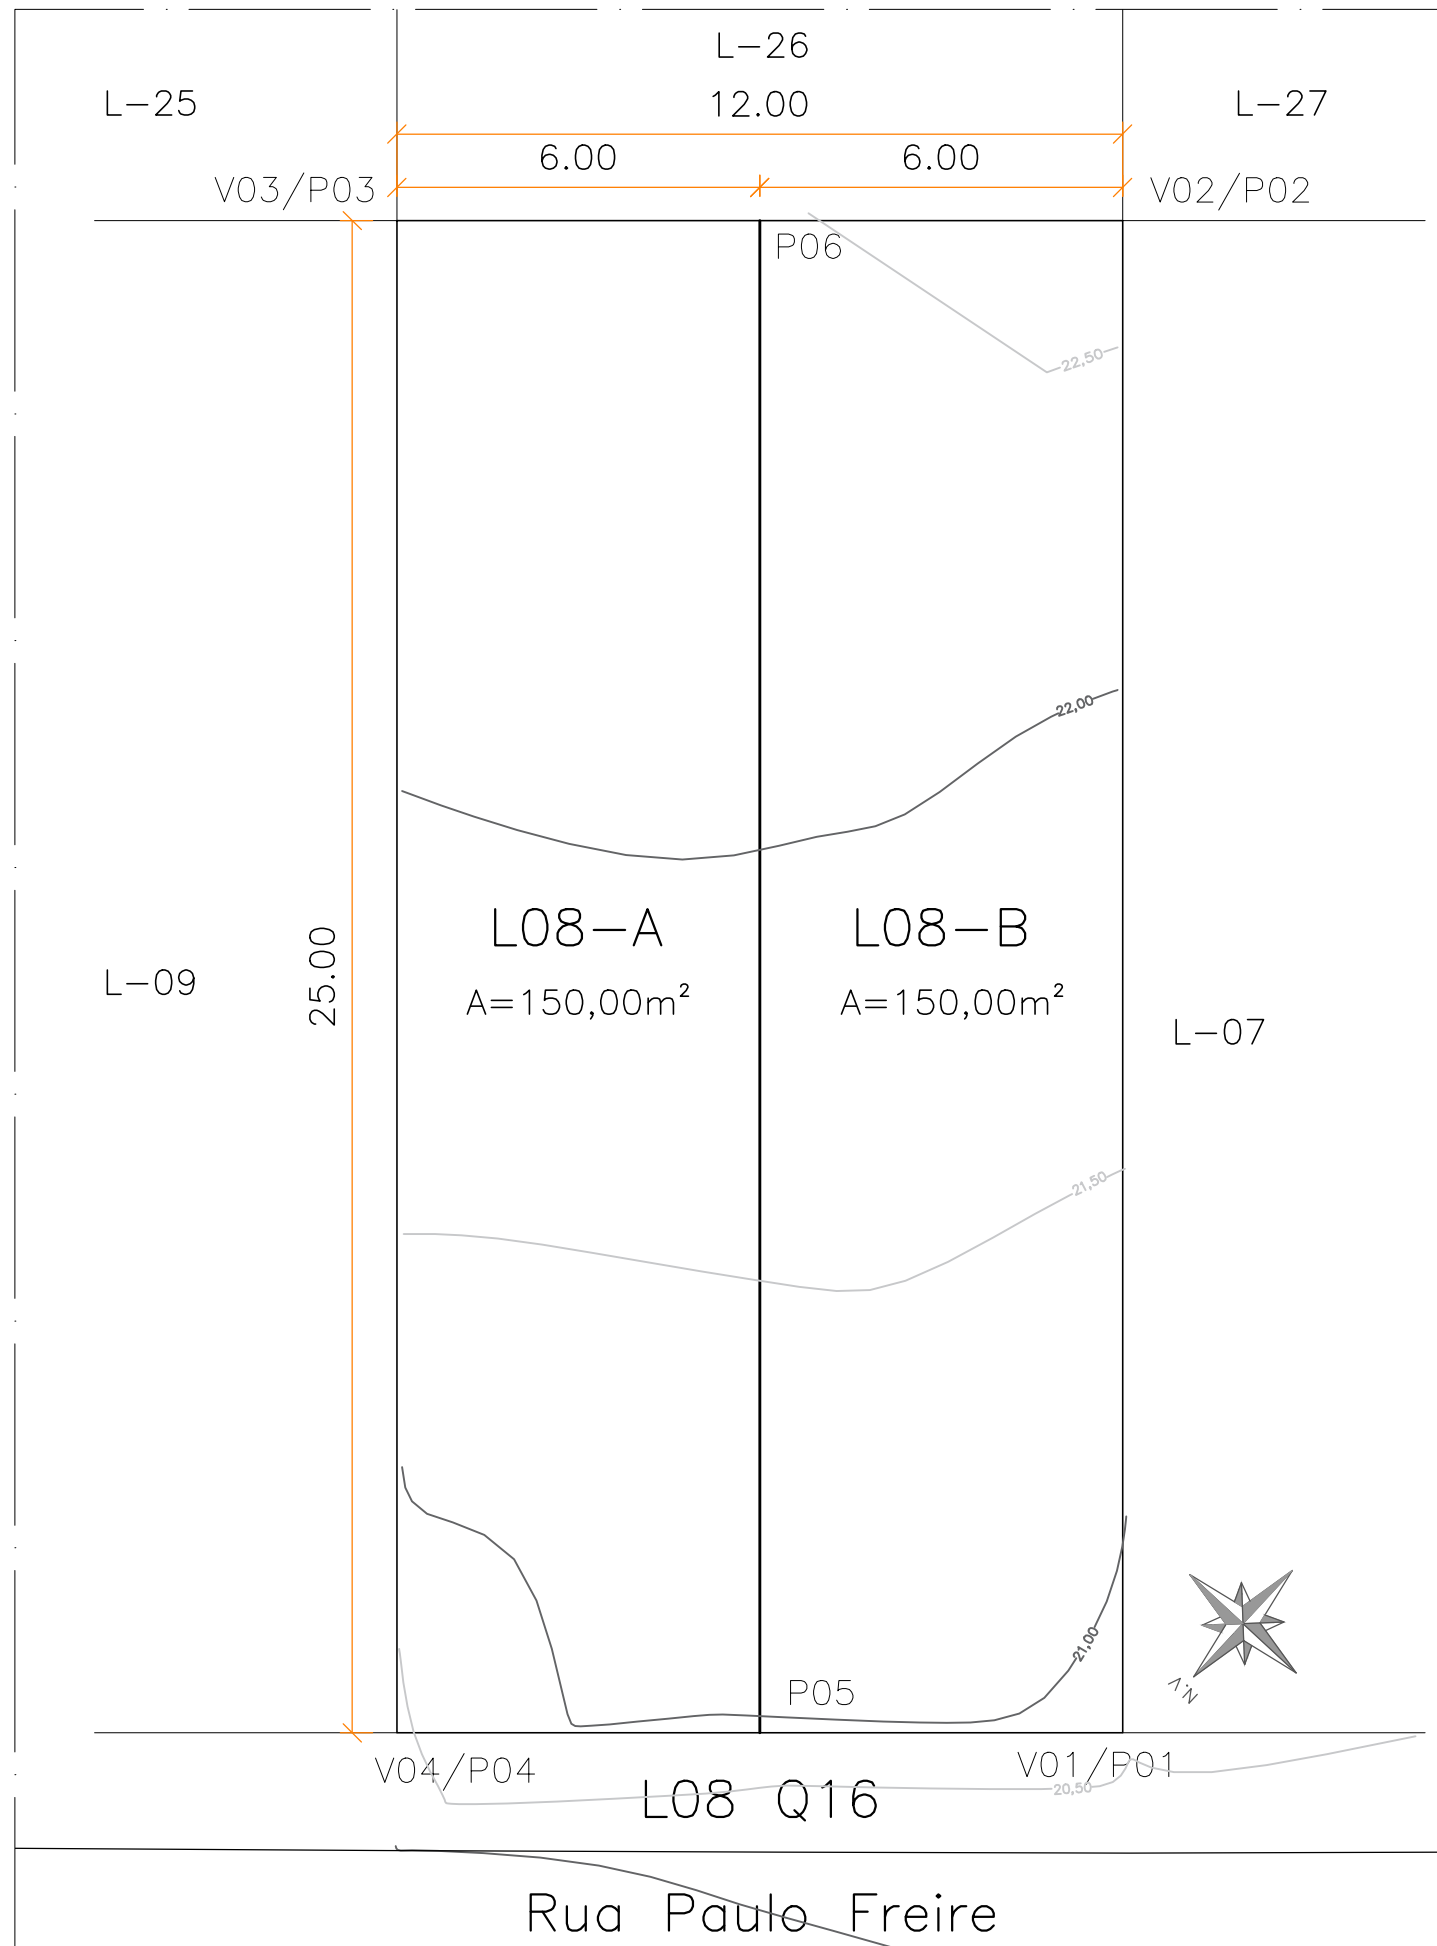 L-26
L-25
12.00
L-27
6.00
6.00
V03/P03
V02/P02
P06
22,50
22,00
L08-A
L08-B
A=150,00m²
A=150,00m²
25.00
L-09
L-07
21,50
21,00
N.V
P05
V04/P04
V01/P01
20,50
L08 Q16
Rua Paulo Freire